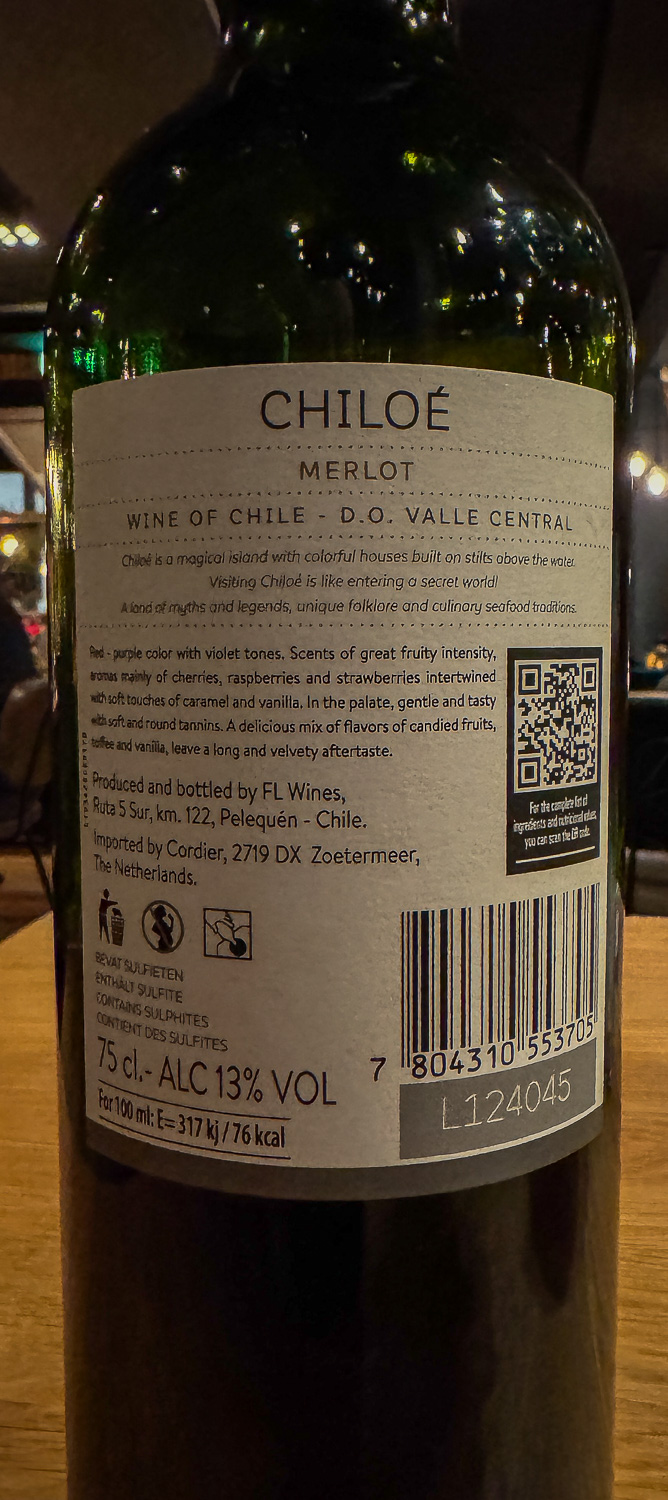 CHILOÉ
MERLOT
WINE OF CHILE - D.O. VALLE CENTRAL
Chiloé is a magical island with colorful houses built on stilts above the water.
Visiting Chiloé is like entering a secret world!
A land of myths and legends, unique folklore and culinary seafood traditions.
Red - purple color with violet tones. Scents of great fruity intensity,
aromas mainly of cherries, raspberries and strawberries intertwined
with soft touches of caramel and vanilla. In the palate, gentle and tasty
with soft and round tannins. A delicious mix of flavors of candied fruits,
toffee and vanilla, leave a long and velvety aftertaste.
For the complete list of
ingredients and nutritional values
you can scan the QR code.
Produced and bottled by FL Wines,
Ruta 5 Sur, km. 122, Pelequén - Chile.
Imported by Cordier, 2719 DX Zoetermeer,
The Netherlands.
BEVAT SULFIETEN
ENTHÄLT SULFITE
CONTAINS SULPHITES
CONTIENT DES SULFITES
75 cl.- ALC 13% VOL
For 100 ml: E= 317 kj / 76 kcal
7 804310 553705
L124045